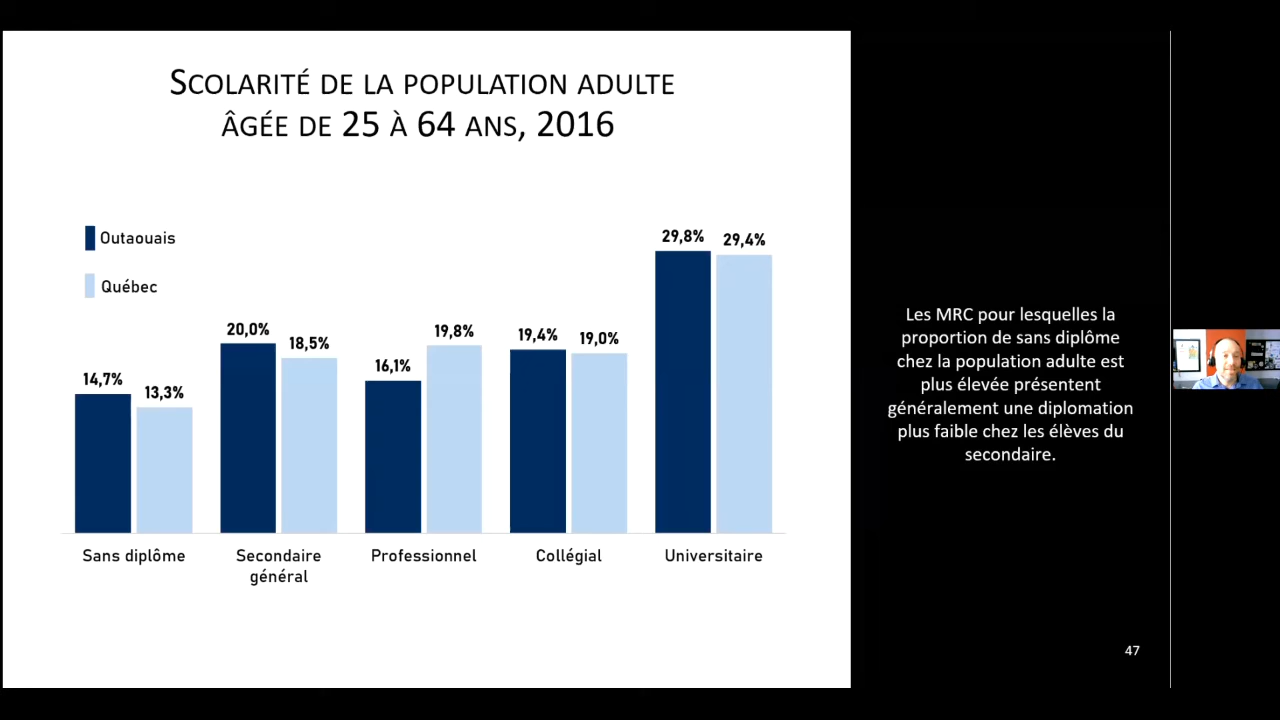 Scolarité de la population adulte
âgée de 25 à 64 ans, 2016
Outaouais
Québec
14,7%
13,3%
20,0%
18,5%
16,1%
19,8%
19,4%
19,0%
29,8%
29,4%
Sans diplôme
Secondaire
général
Professionnel
Collégial
Universitaire
Les MRC pour lesquelles la
proportion de sans diplôme
chez la population adulte est
plus élevée présentent
généralement une diplomation
plus faible chez les élèves du
secondaire.
47